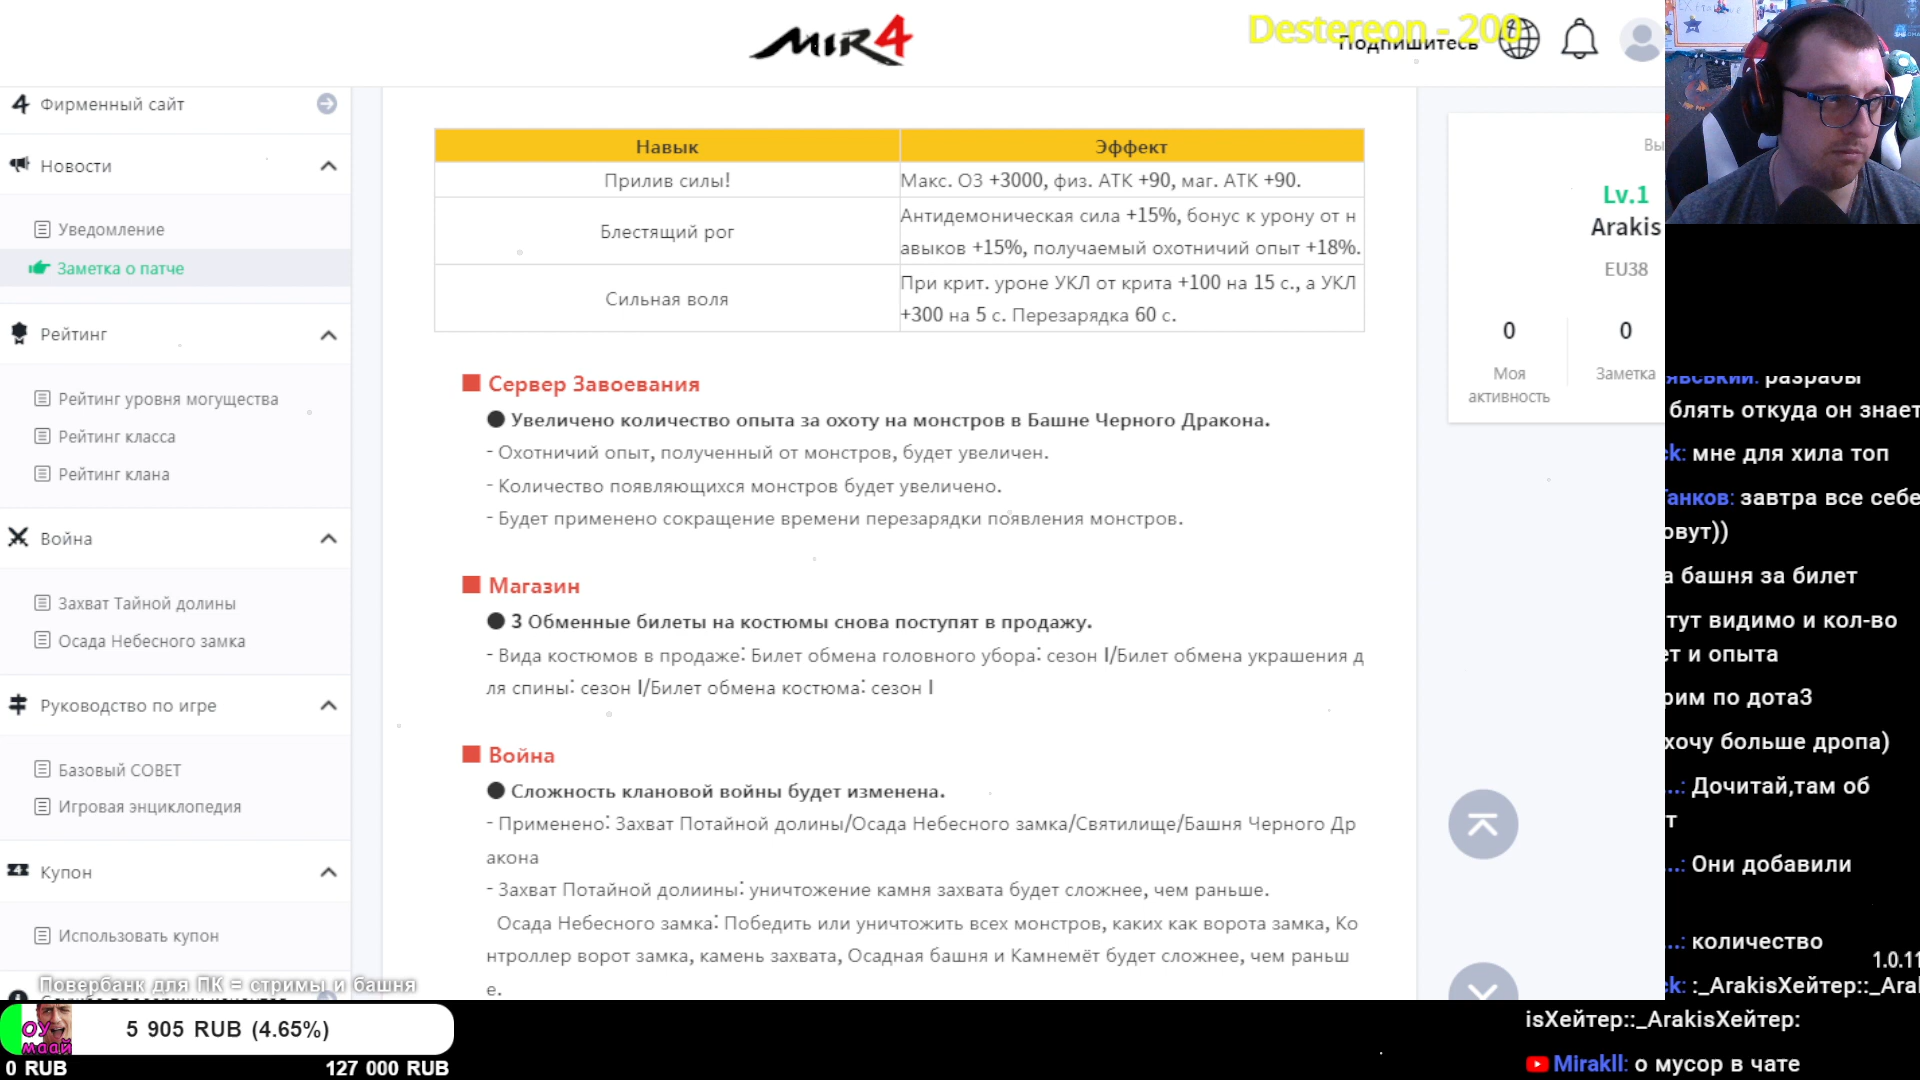 MIR4
Destereon - 200
Подпишитесь
Фирменный сайт
Новости
Уведомление
Заметка о патче
Рейтинг
Рейтинг уровня могущества
Рейтинг класса
Рейтинг клана
Война
Захват Тайной долины
Осада Небесного замка
Руководство по игре
Базовый СОВЕТ
Игровая энциклопедия
Купон
Использовать купон
Навык Эффект
Прилив силы! Макс. ОЗ +3000, физ. АТК +90, маг. АТК +90.
Блестящий рог Антидемоническая сила +15%, бонус к урону от н
авыков +15%, получаемый охотничий опыт +18%.
Сильная воля При крит. уроне УКЛ от крита +100 на 15 с., а УКЛ
+300 на 5 с. Перезарядка 60 с.
Сервер Завоевания
Увеличено количество опыта за охоту на монстров в Башне Черного Дракона.
- Охотничий опыт, полученный от монстров, будет увеличен.
- Количество появляющихся монстров будет увеличено.
- Будет применено сокращение времени перезарядки появления монстров.
Магазин
3 Обменные билеты на костюмы снова поступят в продажу.
- Вида костюмов в продаже: Билет обмена головного убора: сезон I/Билет обмена украшения д
ля спины: сезон I/Билет обмена костюма: сезон I
Война
Сложность клановой войны будет изменена.
- Применено: Захват Потайной долины/Осада Небесного замка/Святилище/Башня Черного Др
акона
- Захват Потайной долиины: уничтожение камня захвата будет сложнее, чем раньше.
Осада Небесного замка: Победить или уничтожить всех монстров, каких как ворота замка, Ко
нтроллер ворот замка, камень захвата, Осадная башня и Камнемёт будет сложнее, чем раньш
е.
Вы
Lv.1
Arakis
EU38
0 0
Моя Заметка
активность
явський: разрабы
блять откуда он знает
ck: мне для хила топ
Танков: завтра все себе
овут))
а башня за билет
тут видимо и кол-во
ет и опыта
рим по дота3
хочу больше дропа)
...: Дочитай,там об
т
...: Они добавили
...: количество
1.0.11
ck: :_ArakisХейтер::_Aral
isХейтер::_ArakisХейтер:
Mirakll: о мусор в чате
Повербанк для ПК = стримы и башня
ОУ
мааай
5 905 RUB (4.65%)
0 RUB 127 000 RUB